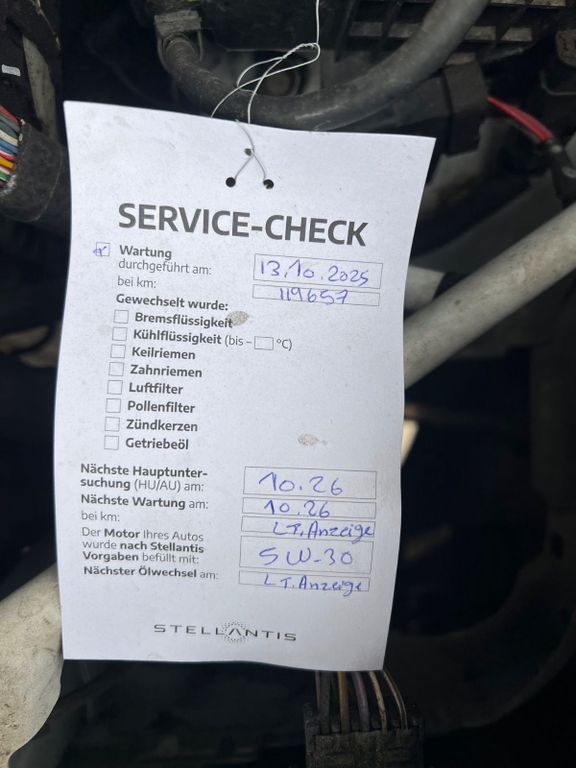 SERVICE-CHECK
Wartung
durchgeführt am: 13.10.2025
bei km: 119657
Gewechselt wurde:
Bremsflüssigkeit
Kühlflüssigkeit (bis – °C)
Keilriemen
Zahnriemen
Luftfilter
Pollenfilter
Zündkerzen
Getriebeöl
Nächste Hauptunter-
suchung (HU/AU) am: 10.26
Nächste Wartung am: 10.26
bei km: LT.Anzeige
Der Motor Ihres Autos
wurde nach Stellantis
Vorgaben befüllt mit: 5W-30
Nächster Ölwechsel am: LT.Anzeige
STELLANTIS